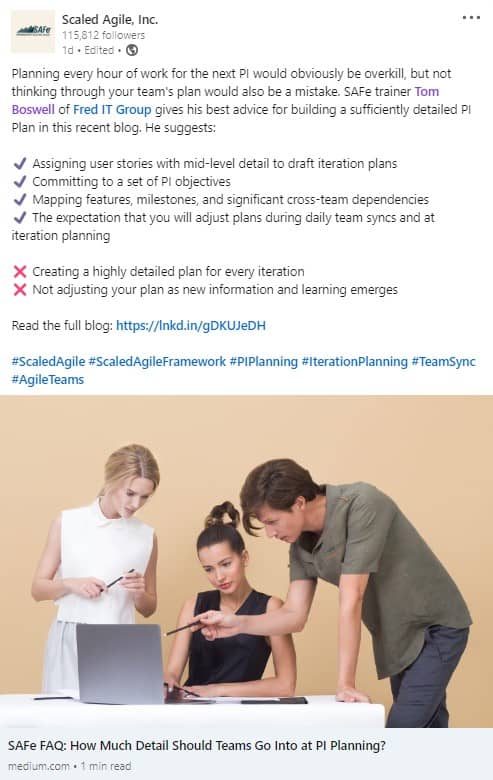 SAFe
Scaled Agile, Inc.
115,812 followers
1d • Edited •
Planning every hour of work for the next PI would obviously be overkill, but not
thinking through your team's plan would also be a mistake. SAFe trainer Tom
Boswell of Fred IT Group gives his best advice for building a sufficiently detailed PI
Plan in this recent blog. He suggests:
✔ Assigning user stories with mid-level detail to draft iteration plans
✔ Committing to a set of PI objectives
✔ Mapping features, milestones, and significant cross-team dependencies
✔ The expectation that you will adjust plans during daily team syncs and at
iteration planning
❌ Creating a highly detailed plan for every iteration
❌ Not adjusting your plan as new information and learning emerges
Read the full blog: https://lnkd.in/gDKUJeDH
#ScaledAgile #ScaledAgileFramework #PIPlanning #IterationPlanning #TeamSync
#AgileTeams
SAFe FAQ: How Much Detail Should Teams Go Into at PI Planning?
medium.com • 1 min read